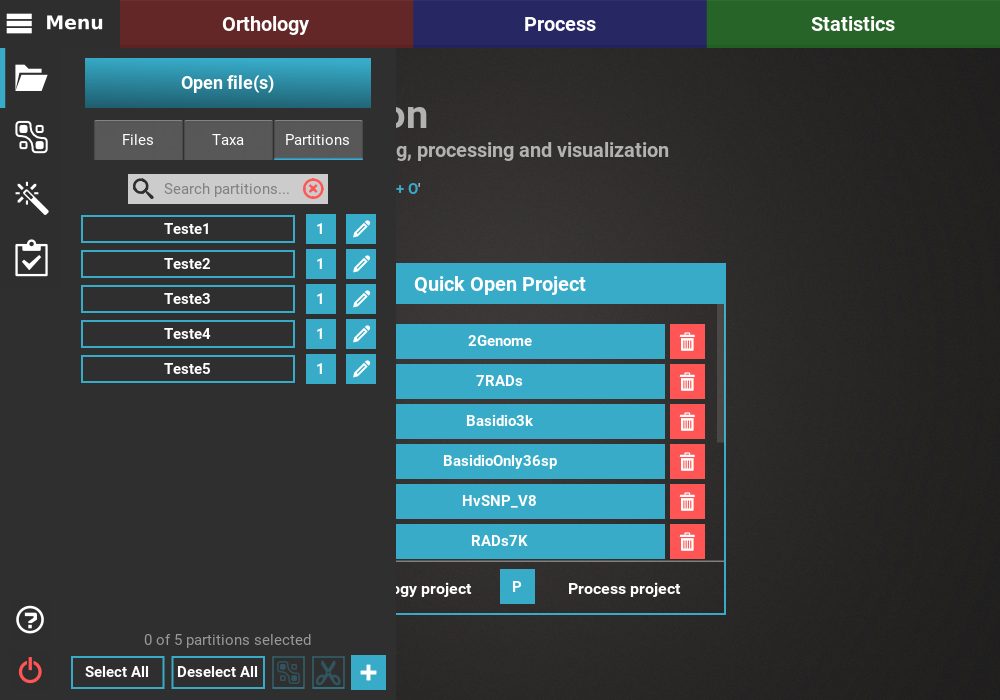 Menu
Orthology
Process
Statistics
Open file(s)
Files
Taxa
Partitions
Search partitions...
Teste1
1
Teste2
1
Teste3
1
Teste4
1
Teste5
1
0 of 5 partitions selected
Select All
Deselect All
on
g, processing and visualization
+ O'
Quick Open Project
2Genome
7RADs
Basidio3k
BasidioOnly36sp
HvSNP_V8
RADs7K
ogy project
P
Process project